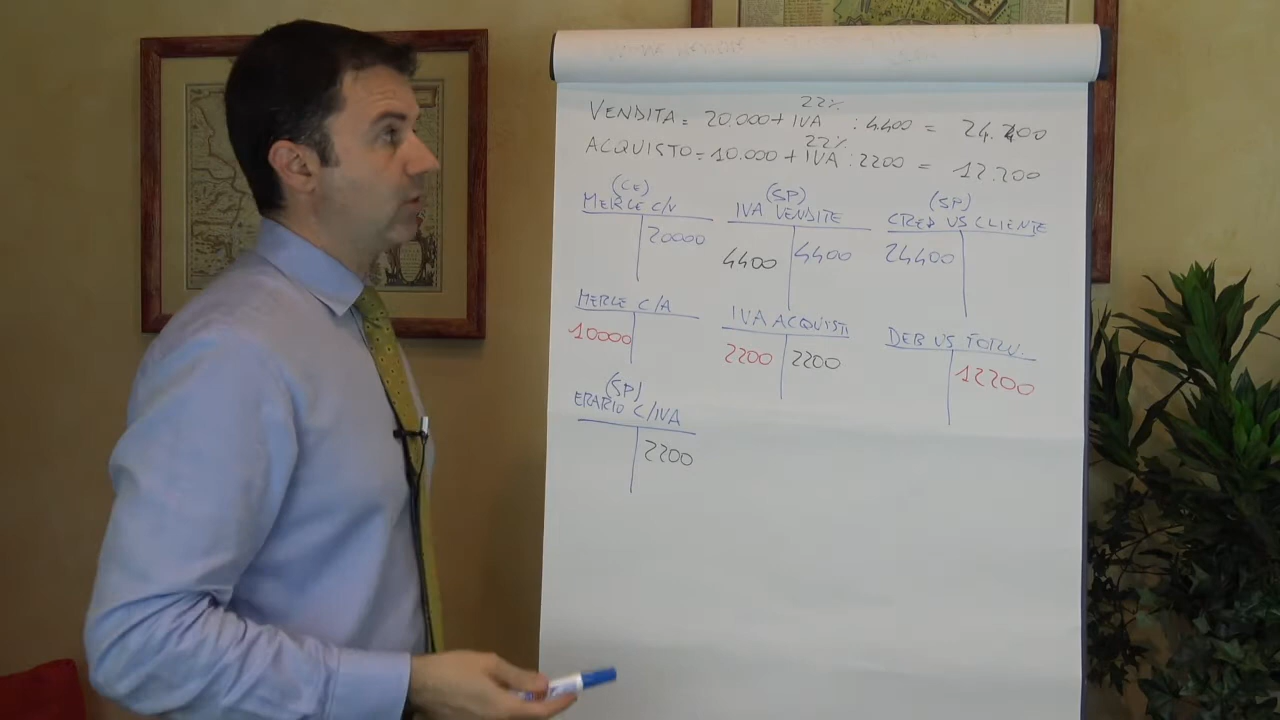 VENDITA = 20.000 + IVA 22% : 4400 = 24.400
ACQUISTO = 10.000 + IVA 22% : 2200 = 12.200
(CE) (SP) (SP)
MERCE C/V IVA VENDITE CRED VS CLIENTE
20000 4400 4400 24400
MERCE C/A IVA ACQUISTI DEB VS FORN.
10000 2200 2200 12200
(SP)
ERARIO C/IVA
2200